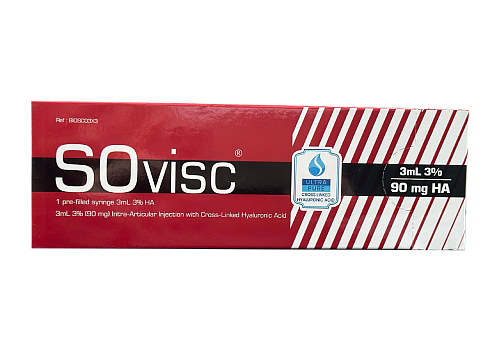 Ref : BIOSO03X3
SOvisc®
1 pre-filled syringe 3mL 3% HA
3mL 3% (90 mg) Intra-Articular Injection with Cross-Linked Hyaluronic Acid
ULTRA
PURE
CROSS-LINKED
HYALURONIC ACID
3mL 3%
90 mg HA